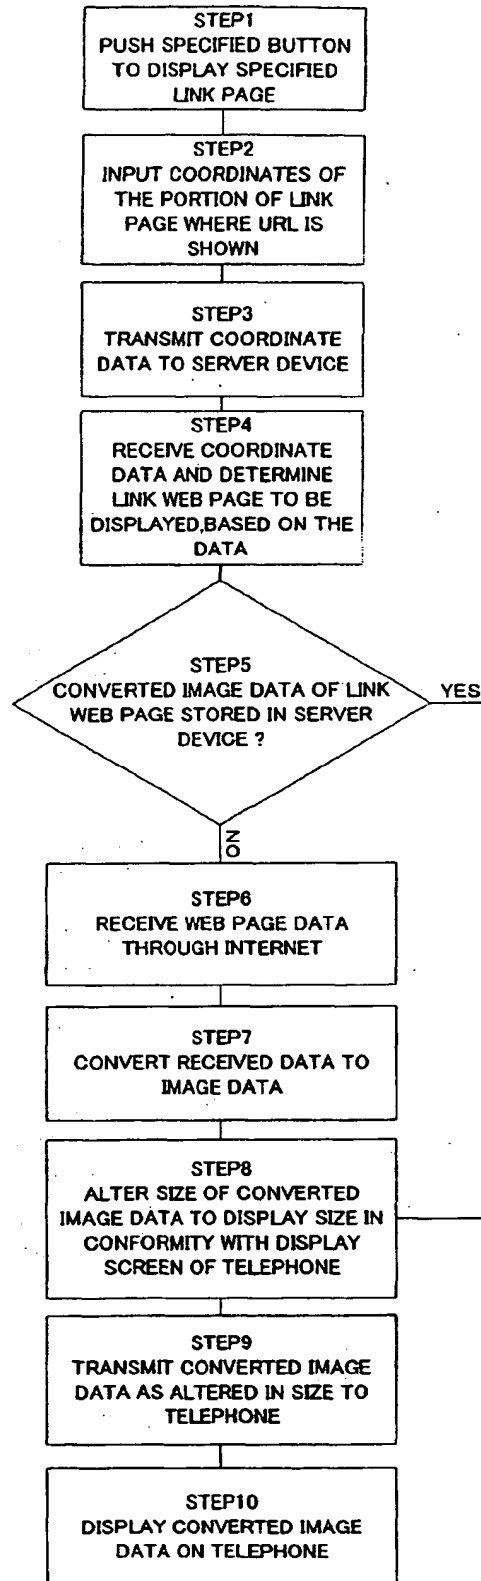 STEP1
PUSH SPECIFIED BUTTON
TO DISPLAY SPECIFIED
LINK PAGE
STEP2
INPUT COORDINATES OF
THE PORTION OF LINK
PAGE WHERE URL IS
SHOWN
STEP3
TRANSMIT COORDINATE
DATA TO SERVER DEVICE
STEP4
RECEIVE COORDINATE
DATA AND DETERMINE
LINK WEB PAGE TO BE
DISPLAYED,BASED ON THE
DATA
STEP5
CONVERTED IMAGE DATA OF LINK
WEB PAGE STORED IN SERVER
DEVICE ?
YES
NO
STEP6
RECEIVE WEB PAGE DATA
THROUGH INTERNET
STEP7
CONVERT RECEIVED DATA TO
IMAGE DATA
STEP8
ALTER SIZE OF CONVERTED
IMAGE DATA TO DISPLAY SIZE IN
CONFORMITY WITH DISPLAY
SCREEN OF TELEPHONE
STEP9
TRANSMIT CONVERTED IMAGE
DATA AS ALTERED IN SIZE TO
TELEPHONE
STEP10
DISPLAY CONVERTED IMAGE
DATA ON TELEPHONE